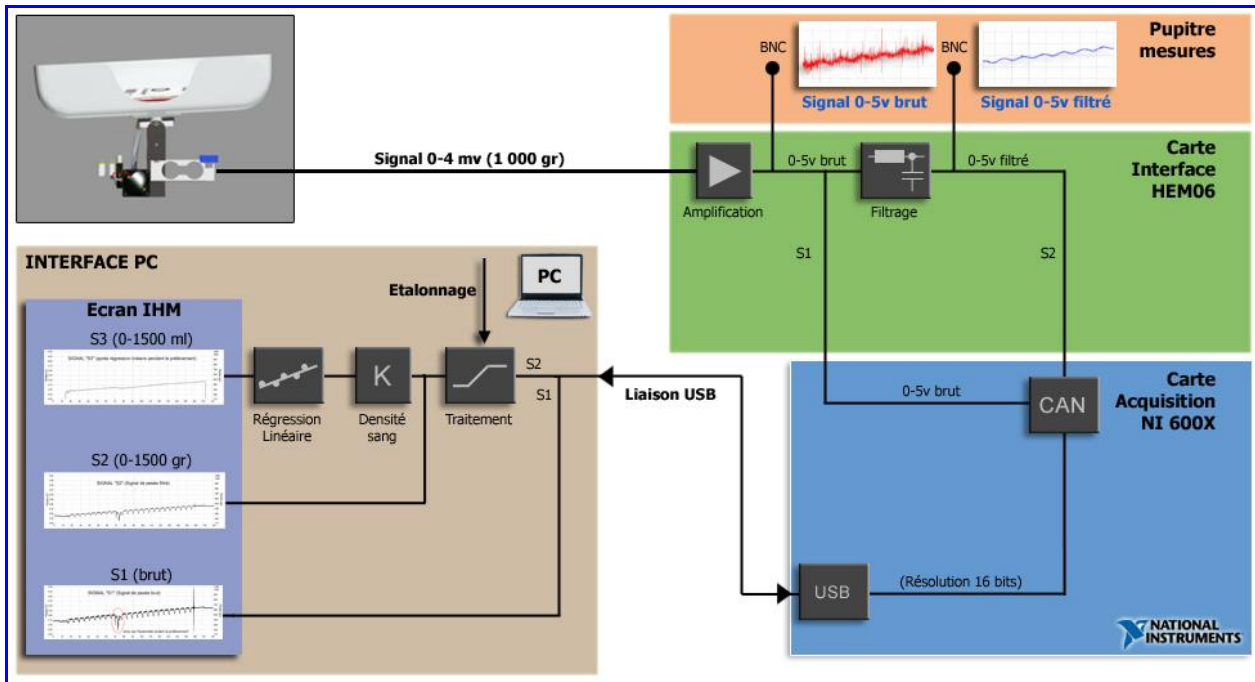 Pupitre
mesures
BNC
BNC
Signal 0-5v brut
Signal 0-5v filtré
Signal 0-4 mv (1 000 gr)
Carte
Interface
HEM06
0-5v brut
0-5v filtré
Amplification
Filtrage
S1
S2
INTERFACE PC
PC
Etalonnage
Ecran IHM
S3 (0-1500 ml)
K
S2
S1
Régression
Linéaire
Densité
sang
Traitement
Liaison USB
S2 (0-1500 gr)
S1 (brut)
Carte
Acquisition
NI 600X
0-5v brut
CAN
USB
(Résolution 16 bits)
NATIONAL
INSTRUMENTS